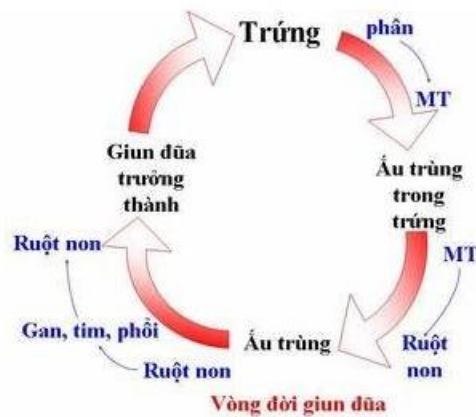 Trứng
phân
MT
Ấu trùng
trong
trứng
MT
Ruột
non
Ấu trùng
Ruột non
Gan, tim, phổi
Ruột non
Giun đũa
trưởng
thành
Vòng đời giun đũa